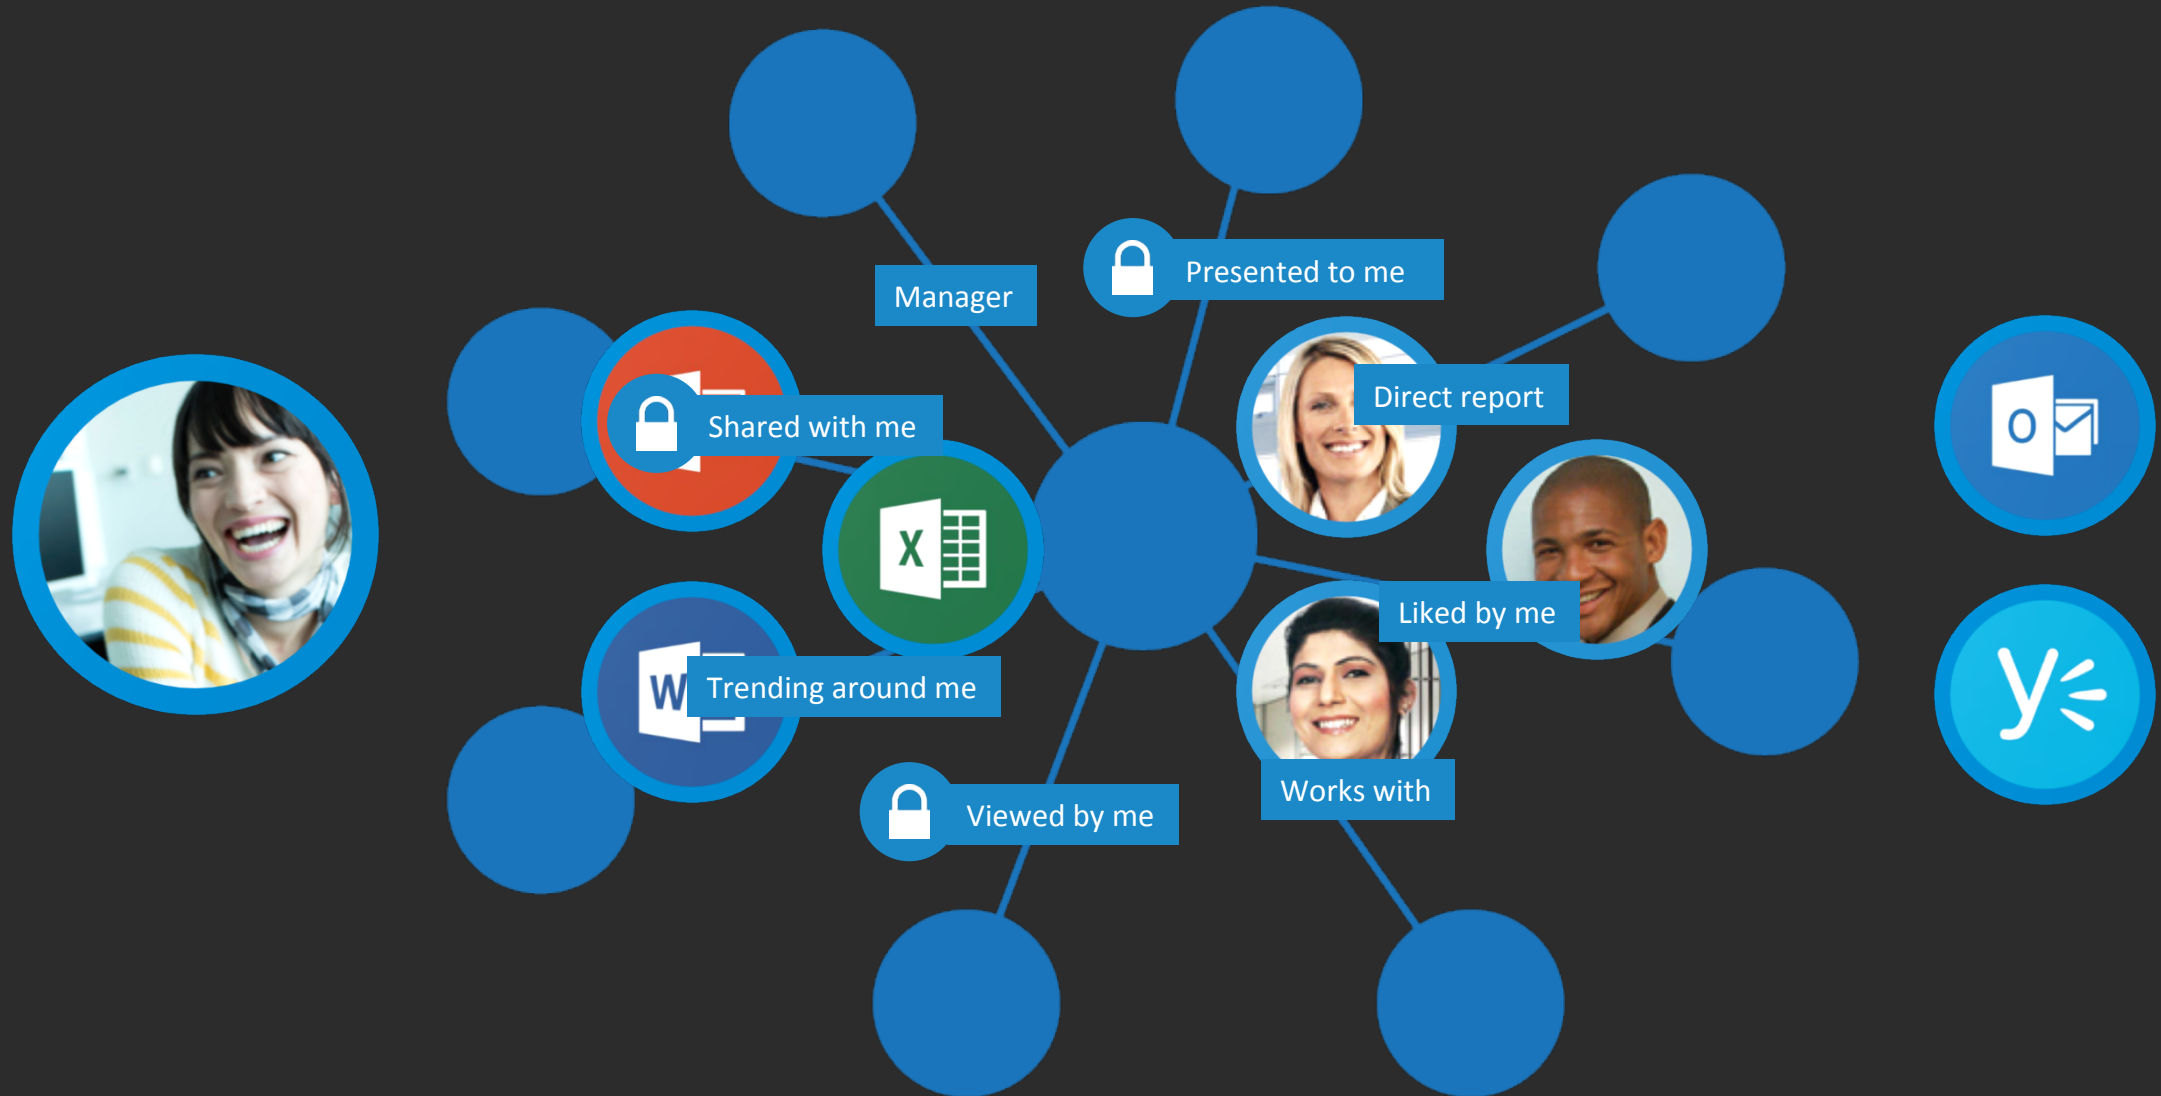 Presented to me
Manager
Direct report
Shared with me
O
X
Liked by me
W
Trending around me
y
Works with
Viewed by me